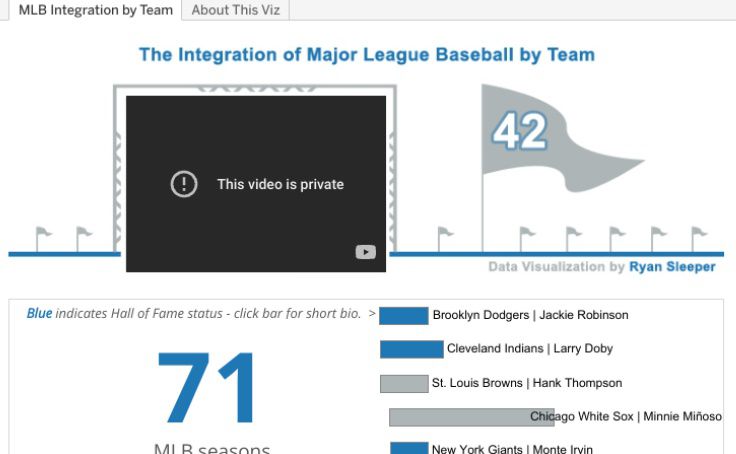 MLB Integration by Team
About This Viz
The Integration of Major League Baseball by Team
This video is private
42
Data Visualization by Ryan Sleeper
Blue indicates Hall of Fame status - click bar for short bio. >
Brooklyn Dodgers | Jackie Robinson
Cleveland Indians | Larry Doby
71
St. Louis Browns | Hank Thompson
Chicago White Sox | Minnie Miñoso
MLB seasons
New York Giants | Monte Irvin